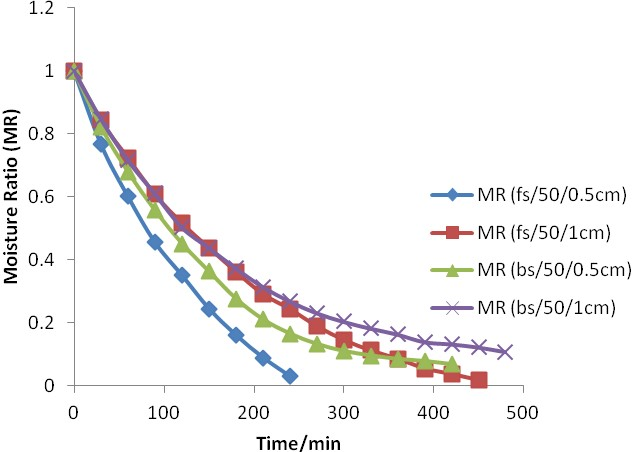 1.2
1
0.8
0.6
0.4
0.2
0
0 100 200 300 400 500
Moisture Ratio (MR)
Time/min
MR (fs/50/0.5cm)
MR (fs/50/1cm)
MR (bs/50/0.5cm)
MR (bs/50/1cm)